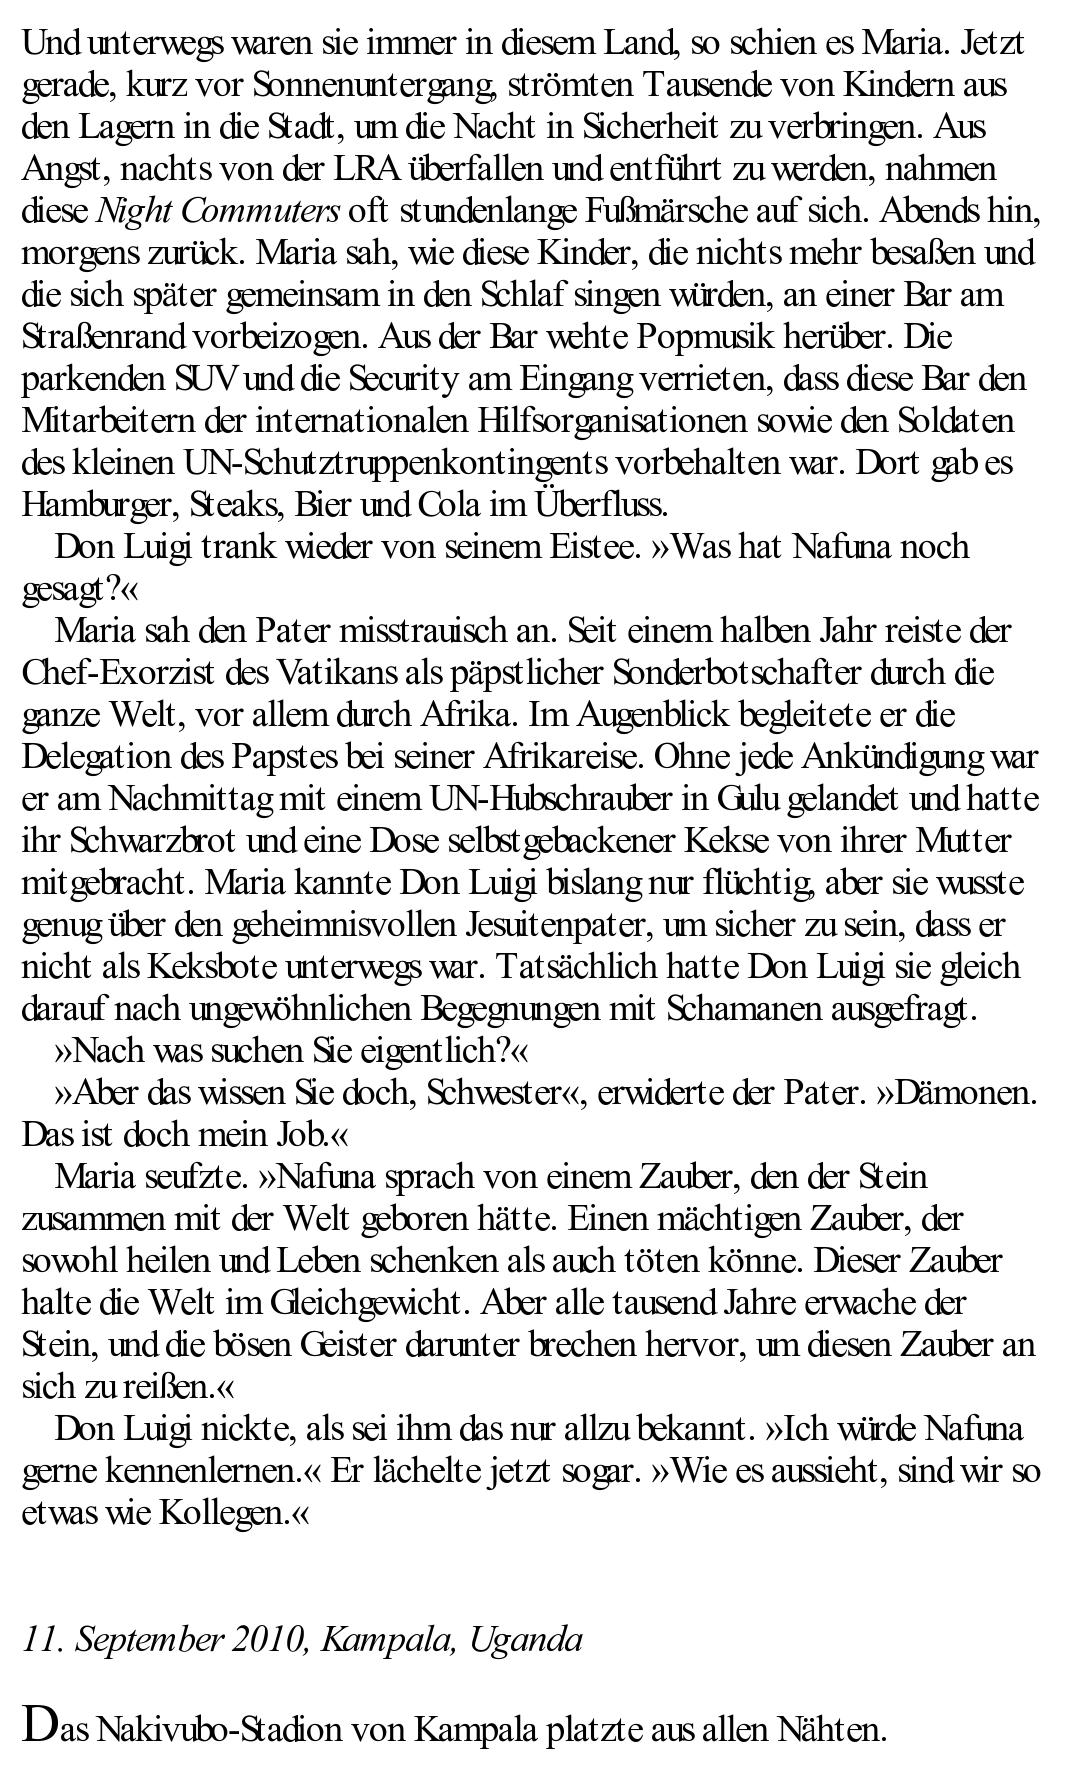 Und unterwegs waren sie immer in diesem Land, so schien es Maria. Jetzt
gerade, kurz vor Sonnenuntergang, strömten Tausende von Kindern aus
den Lagern in die Stadt, um die Nacht in Sicherheit zu verbringen. Aus
Angst, nachts von der LRA überfallen und entführt zu werden, nahmen
diese Night Commuters oft stundenlange Fußmärsche auf sich. Abends hin,
morgens zurück. Maria sah, wie diese Kinder, die nichts mehr besaßen und
die sich später gemeinsam in den Schlaf singen würden, an einer Bar am
Straßenrand vorbeizogen. Aus der Bar wehte Popmusik herüber. Die
parkenden SUV und die Security am Eingang verrieten, dass diese Bar den
Mitarbeitern der internationalen Hilfsorganisationen sowie den Soldaten
des kleinen UN-Schutztruppenkontingents vorbehalten war. Dort gab es
Hamburger, Steaks, Bier und Cola im Überfluss.
Don Luigi trank wieder von seinem Eistee. »Was hat Nafuna noch
gesagt?«
Maria sah den Pater misstrauisch an. Seit einem halben Jahr reiste der
Chef-Exorzist des Vatikans als päpstlicher Sonderbotschafter durch die
ganze Welt, vor allem durch Afrika. Im Augenblick begleitete er die
Delegation des Papstes bei seiner Afrikareise. Ohne jede Ankündigung war
er am Nachmittag mit einem UN-Hubschrauber in Gulu gelandet und hatte
ihr Schwarzbrot und eine Dose selbstgebackener Kekse von ihrer Mutter
mitgebracht. Maria kannte Don Luigi bislang nur flüchtig, aber sie wusste
genug über den geheimnisvollen Jesuitenpater, um sicher zu sein, dass er
nicht als Keksbote unterwegs war. Tatsächlich hatte Don Luigi sie gleich
darauf nach ungewöhnlichen Begegnungen mit Schamanen ausgefragt.
»Nach was suchen Sie eigentlich?«
»Aber das wissen Sie doch, Schwester«, erwiderte der Pater. »Dämonen.
Das ist doch mein Job.«
Maria seufzte. »Nafuna sprach von einem Zauber, den der Stein
zusammen mit der Welt geboren hätte. Einen mächtigen Zauber, der
sowohl heilen und Leben schenken als auch töten könne. Dieser Zauber
halte die Welt im Gleichgewicht. Aber alle tausend Jahre erwache der
Stein, und die bösen Geister darunter brechen hervor, um diesen Zauber an
sich zu reißen.«
Don Luigi nickte, als sei ihm das nur allzu bekannt. »Ich würde Nafuna
gerne kennenlernen.« Er lächelte jetzt sogar. »Wie es aussieht, sind wir so
etwas wie Kollegen.«
11. September 2010, Kampala, Uganda
Das Nakivubo-Stadion von Kampala platzte aus allen Nähten.